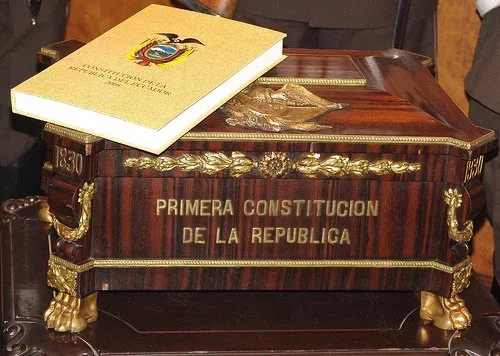 CONSTITUCIÓN DE LA
REPÚBLICA DEL ECUADOR
2008
1830
1830
PRIMERA CONSTITUCION
DE LA REPUBLICA